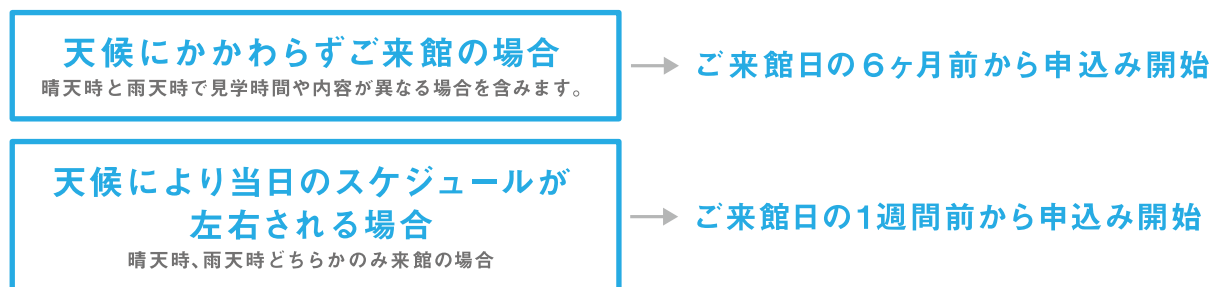 天候にかかわらずご来館の場合
晴天時と雨天時で見学時間や内容が異なる場合を含みます。
ご来館日の6ヶ月前から申込み開始
天候により当日のスケジュールが
左右される場合
晴天時、雨天時どちらかのみ来館の場合
ご来館日の1週間前から申込み開始